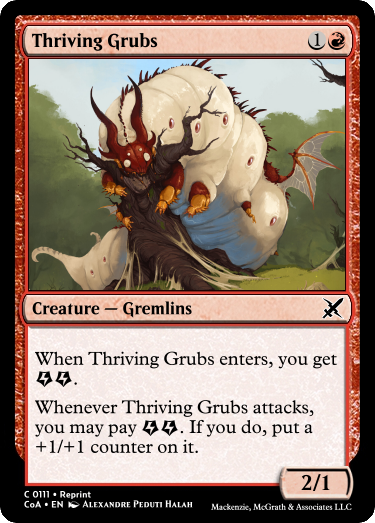 Thriving Grubs 1
Creature — Gremlins
When Thriving Grubs enters, you get
.
Whenever Thriving Grubs attacks,
you may pay . If you do, put a
+1/+1 counter on it.
2/1
C 0111 • Reprint
CoA • EN Alexandre Peduti Halah
Mackenzie, McGrath & Associates LLC